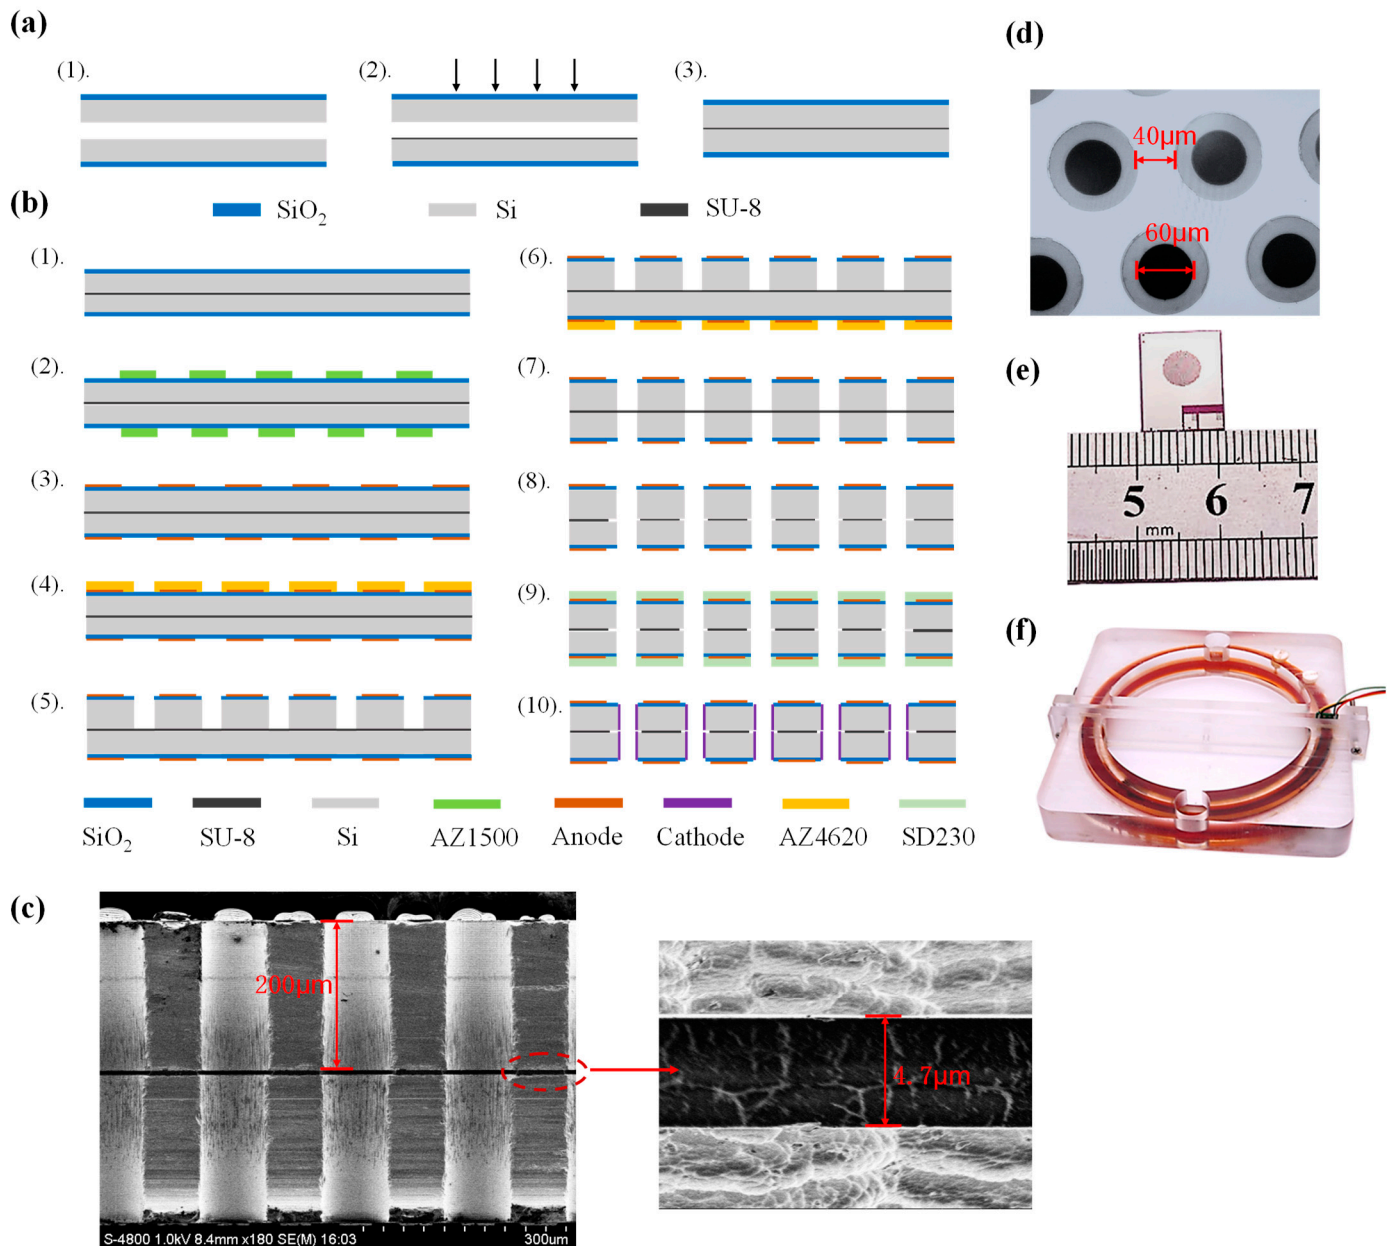 (a)
(1).
(2).
(3).
SiO2
Si
SU-8
(b)
(1).
(2).
(3).
(4).
(5).
(6).
(7).
(8).
(9).
(10).
SiO2
SU-8
Si
AZ1500
Anode
Cathode
AZ4620
SD230
(c)
200μm
S-4800 1.0kV 8.4mm x180 SE(M) 16:03
300um
4.7μm
(d)
40μm
60μm
(e)
5
6
7
mm
(f)